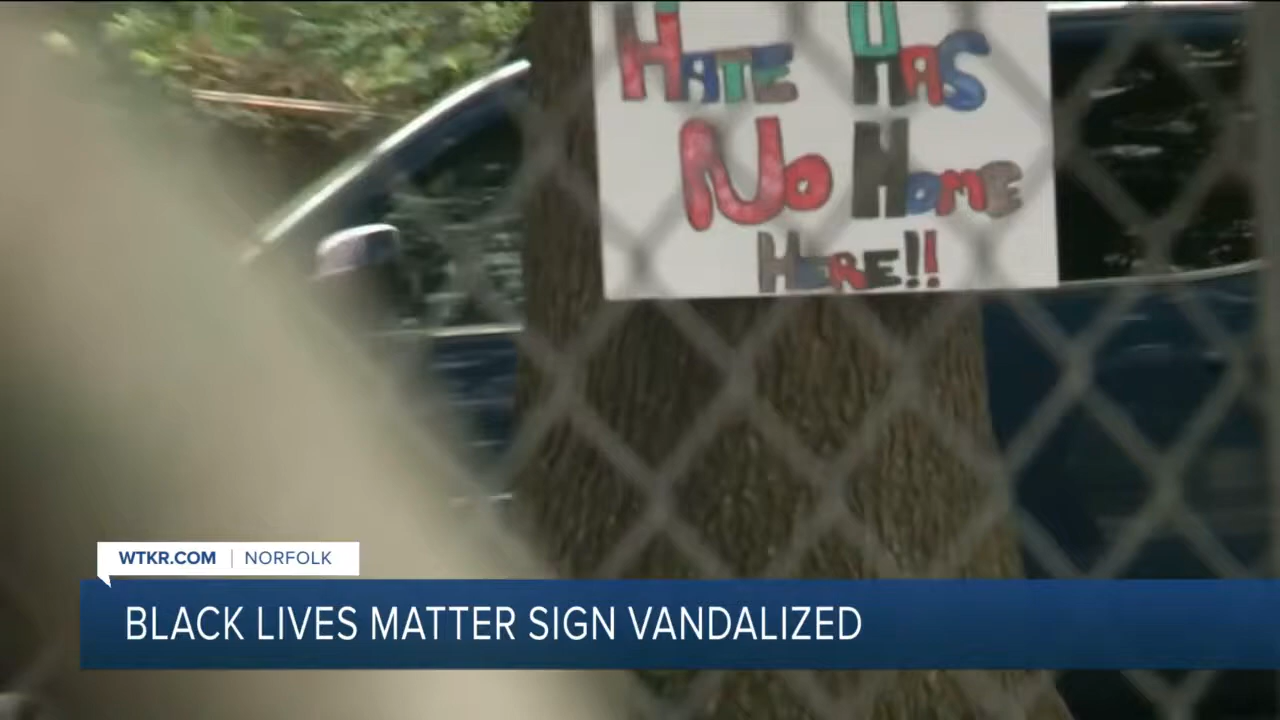 HATE HAS
NO HOME
HERE!!
WTKR.COM | NORFOLK
BLACK LIVES MATTER SIGN VANDALIZED